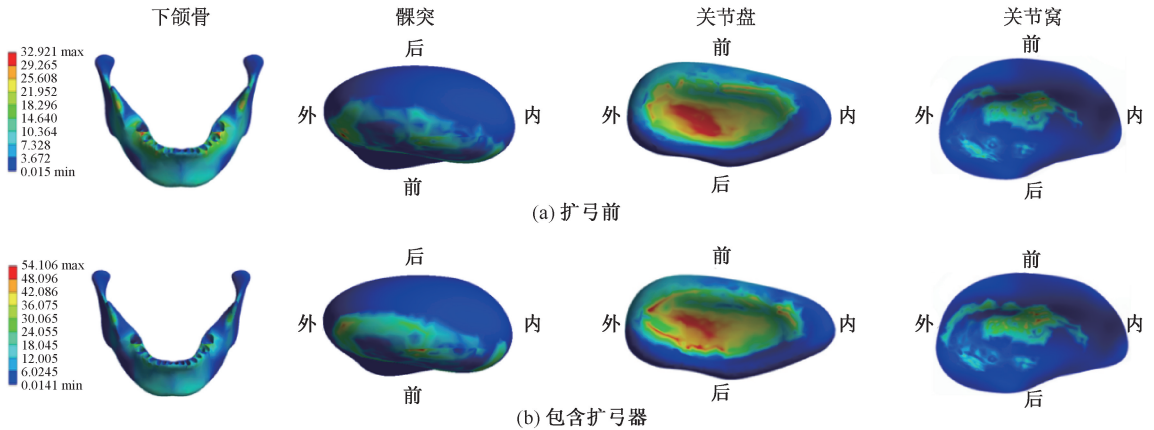 下颌骨
髁突
关节盘
关节窝
32.921 max
29.265
25.608
21.952
18.296
14.640
10.364
7.328
3.672
0.015 min
后
外
内
前
前
外
内
后
前
外
内
后
(a) 扩弓前
54.106 max
48.096
42.086
36.075
30.065
24.055
18.045
12.005
6.0245
0.0141 min
后
外
内
前
前
外
内
后
前
外
内
后
(b) 包含扩弓器